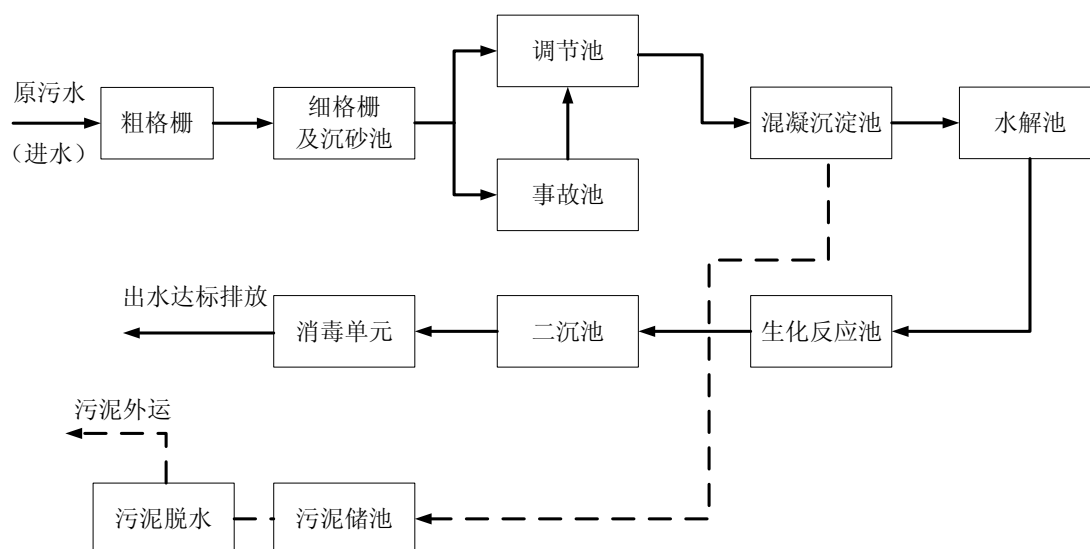 调节池
原污水
（进水）
粗格栅
细格栅
及沉砂池
混凝沉淀池
水解池
事故池
出水达标排放
消毒单元
二沉池
生化反应池
污泥外运
污泥脱水
污泥储池